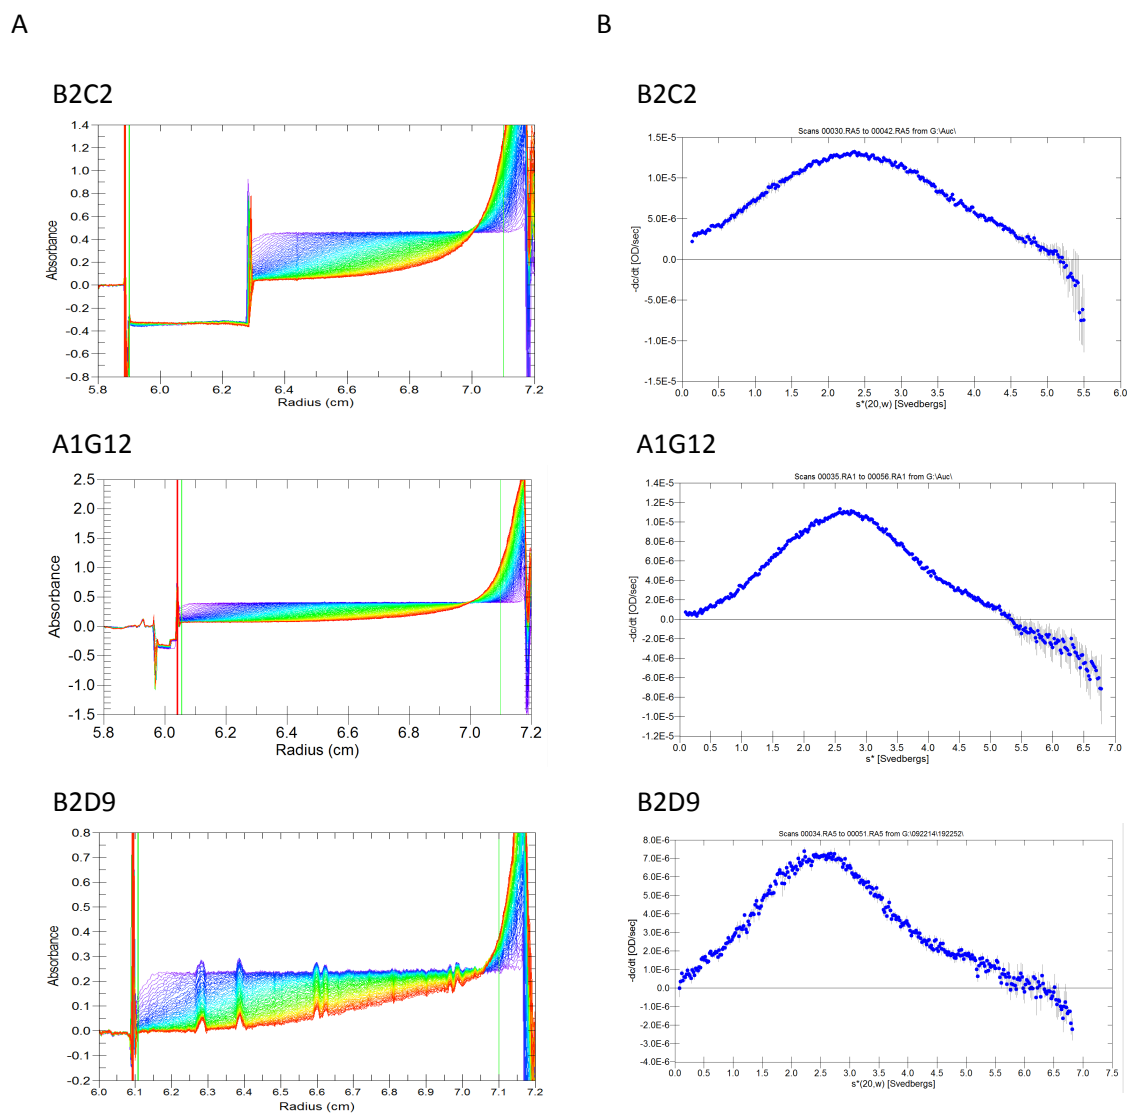 A
B
B2C2
1.4
1.2
1.0
0.8
0.6
0.4
0.2
0.0
-0.2
-0.4
-0.6
-0.8
Absorbance
5.8 6.0 6.2 6.4 6.6 6.8 7.0 7.2
Radius (cm)
B2C2
Scans 00030.RA5 to 00042.RA5 from G:\Auc\
1.5E-5
1.0E-5
5.0E-6
0.0
-5.0E-6
-1.0E-5
-1.5E-5
-dc/dt [OD/sec]
0.0 0.5 1.0 1.5 2.0 2.5 3.0 3.5 4.0 4.5 5.0 5.5 6.0
s*(20,w) [Svedbergs]
A1G12
2.5
2.0
1.5
1.0
0.5
0.0
-0.5
-1.0
-1.5
Absorbance
5.8 6.0 6.2 6.4 6.6 6.8 7.0 7.2
Radius (cm)
A1G12
Scans 00035.RA1 to 00056.RA1 from G:\Auc\
1.4E-5
1.2E-5
1.0E-5
8.0E-6
6.0E-6
4.0E-6
2.0E-6
0.0
-2.0E-6
-4.0E-6
-6.0E-6
-8.0E-6
-1.0E-5
-1.2E-5
-dc/dt [OD/sec]
0.0 0.5 1.0 1.5 2.0 2.5 3.0 3.5 4.0 4.5 5.0 5.5 6.0 6.5 7.0
s* [Svedbergs]
B2D9
0.8
0.7
0.6
0.5
0.4
0.3
0.2
0.1
0.0
-0.1
-0.2
Absorbance
6.0 6.1 6.2 6.3 6.4 6.5 6.6 6.7 6.8 6.9 7.0 7.1 7.2
Radius (cm)
B2D9
Scans 00034.RA5 to 00051.RA5 from G:\092214\192252\
8.0E-6
7.0E-6
6.0E-6
5.0E-6
4.0E-6
3.0E-6
2.0E-6
1.0E-6
0.0
-1.0E-6
-2.0E-6
-3.0E-6
-4.0E-6
-dc/dt [OD/sec]
0.0 0.5 1.0 1.5 2.0 2.5 3.0 3.5 4.0 4.5 5.0 5.5 6.0 6.5 7.0 7.5
s*(20,w) [Svedbergs]